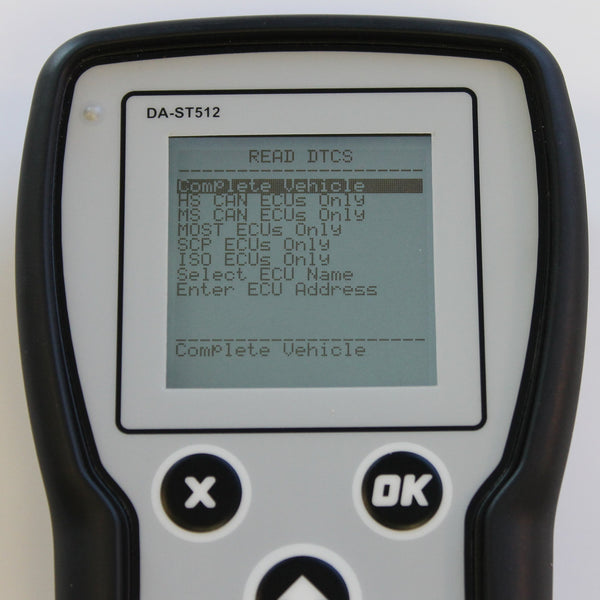 DA-ST512
READ DTCS
Complete Vehicle
HS CAN ECUs Only
MS CAN ECUs Only
MOST ECUs Only
SCP ECUs Only
ISO ECUs Only
Select ECU Name
Enter ECU Address
Complete Vehicle
X
OK